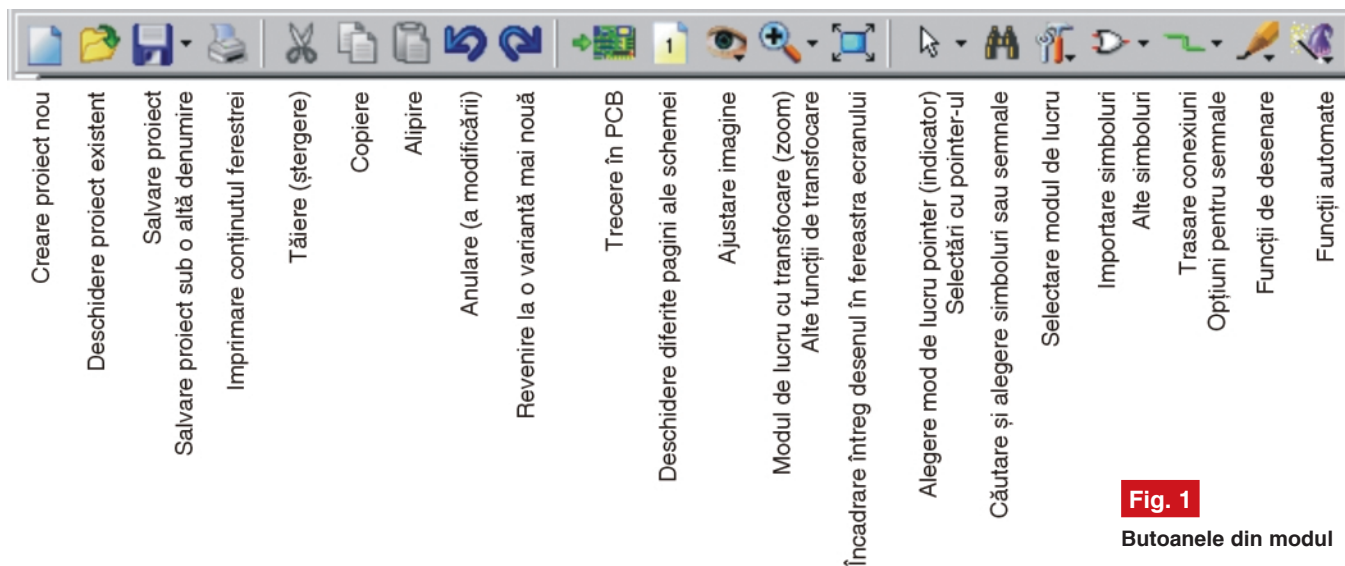 1
Creare proiect nou
Deschidere proiect existent
Salvare proiect
Salvare proiect sub o altă denumire
Imprimare conținutul ferestrei
Tăiere (ștergere)
Copiere
Alipire
Anulare (a modificării)
Revenire la o variantă mai nouă
Trecere în PCB
Deschidere diferite pagini ale schemei
Ajustare imagine
Modul de lucru cu transfocare (zoom)
Alte funcții de transfocare
Încadrare întreg desenul în fereastra ecranului
Alegere mod de lucru pointer (indicator)
Selectări cu pointer-ul
Căutare și alegere simboluri sau semnale
Selectare modul de lucru
Importare simboluri
Alte simboluri
Trasare conexiuni
Opțiuni pentru semnale
Funcții de desenare
Funcții automate
Fig. 1
Butoanele din modul